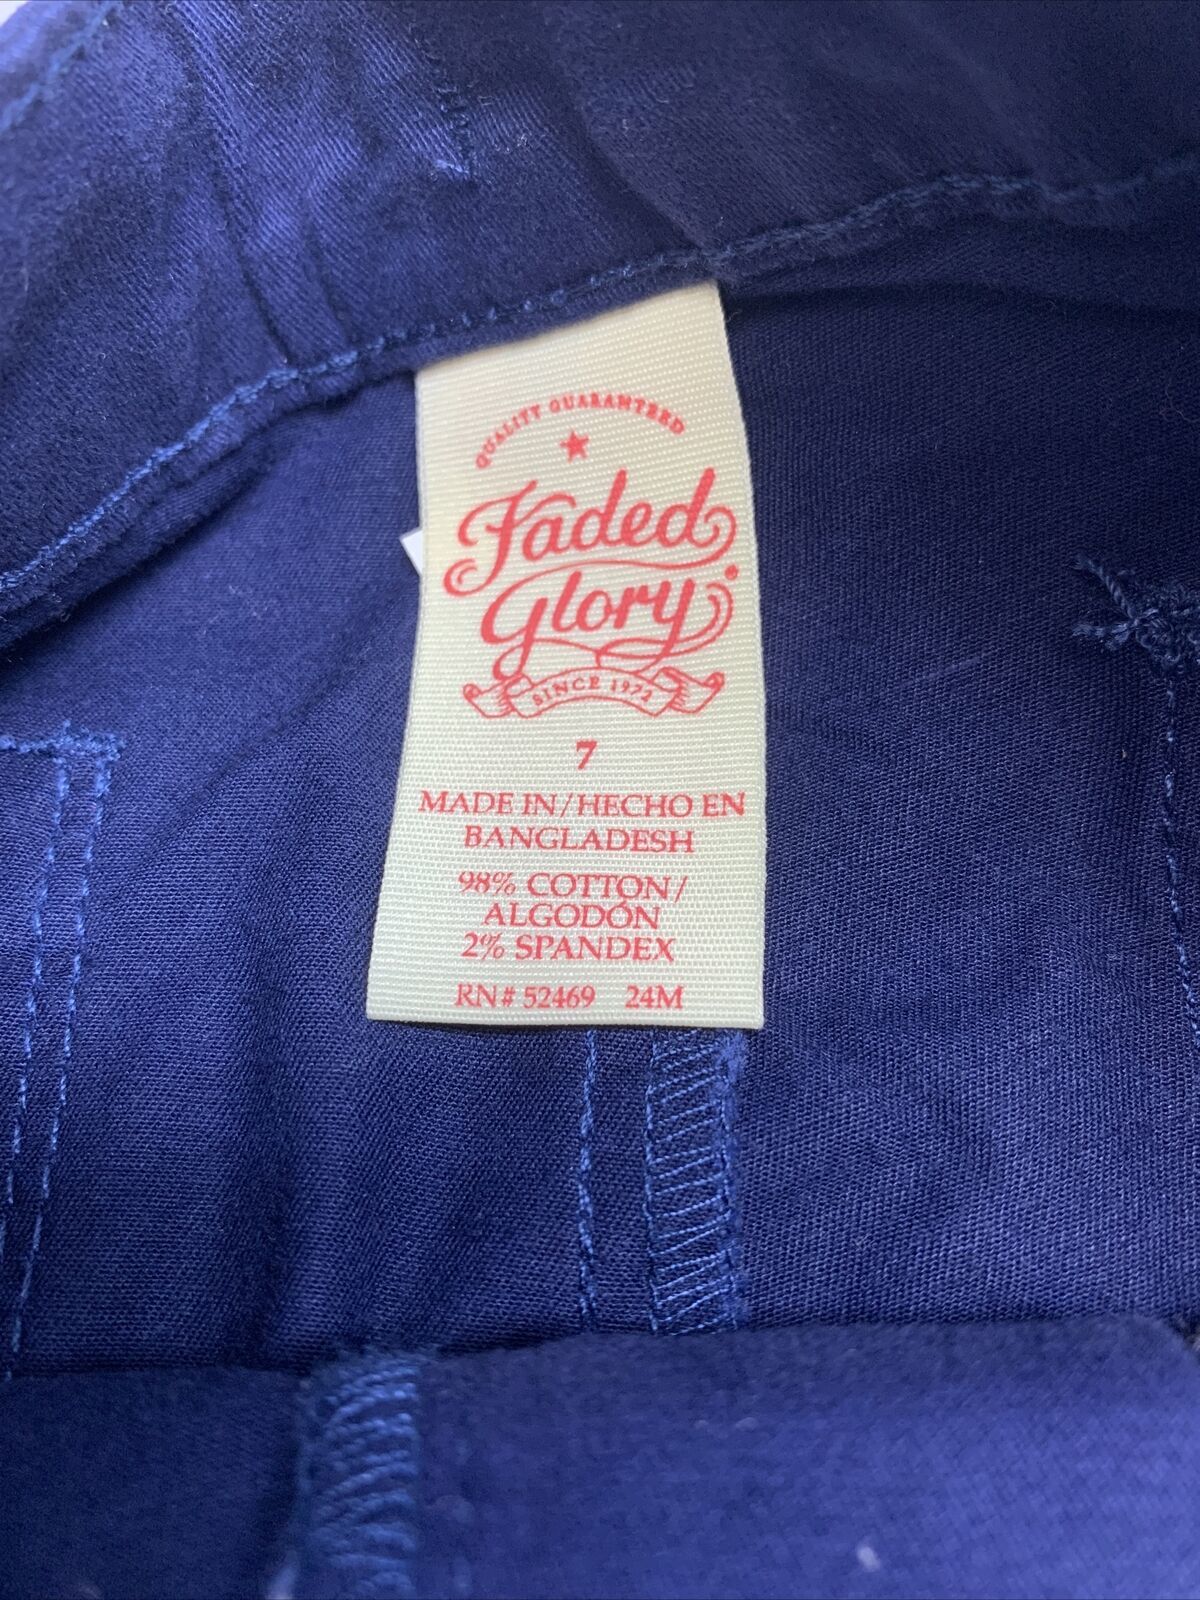 QUALITY GUARANTEED
Faded
Glory
SINCE 1972
7
MADE IN/HECHO EN
BANGLADESH
98% COTTON/
ALGODÓN
2% SPANDEX
RN# 52469 24M